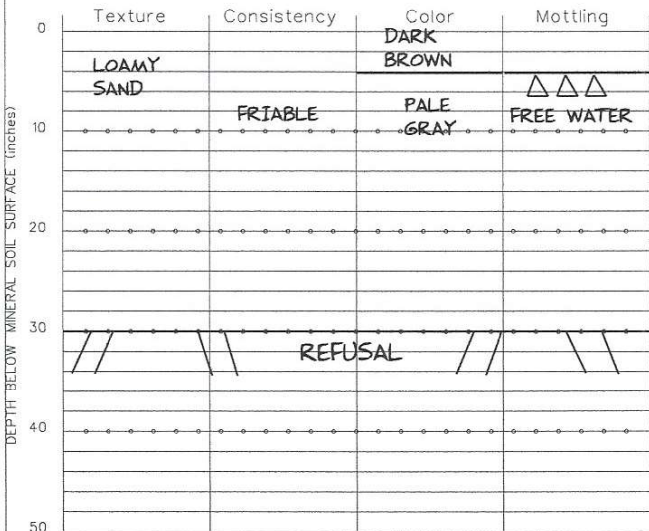 Texture Consistency Color Mottling
0
DARK
BROWN
LOAMY
SAND
FRIABLE
PALE
GRAY
FREE WATER
10
20
30
REFUSAL
40
50
DEPTH BELOW MINERAL SOIL SURFACE (inches)